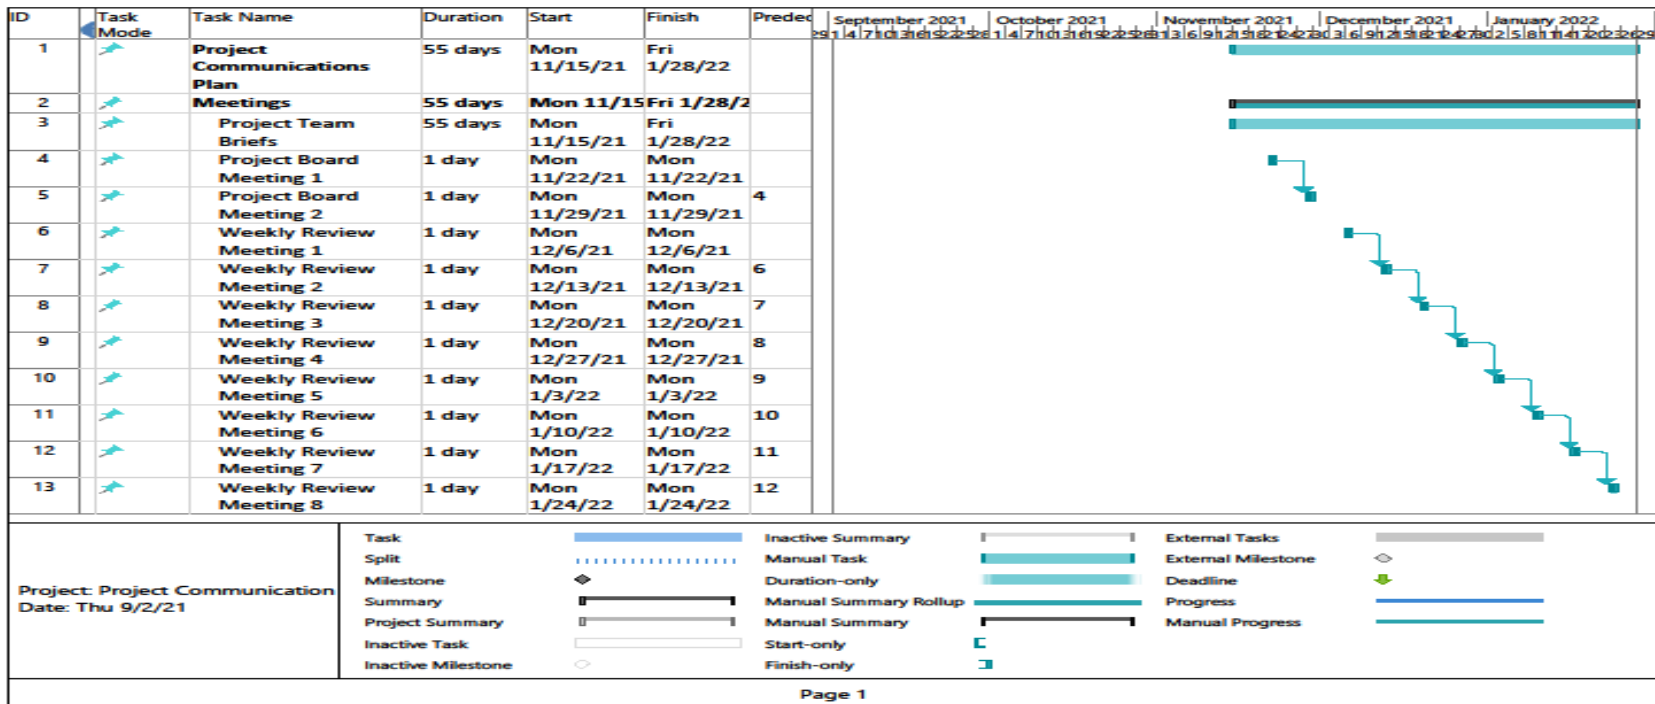 ID Task Mode Task Name Duration Start Finish Predec
September 2021 October 2021 November 2021 December 2021 January 2022
1 Project Communications Plan 55 days Mon 11/15/21 Fri 1/28/22
2 Meetings 55 days Mon 11/15 Fri 1/28/2
3 Project Team Briefs 55 days Mon 11/15/21 Fri 1/28/22
4 Project Board Meeting 1 1 day Mon 11/22/21 Mon 11/22/21
5 Project Board Meeting 2 1 day Mon 11/29/21 Mon 11/29/21 4
6 Weekly Review Meeting 1 1 day Mon 12/6/21 Mon 12/6/21
7 Weekly Review Meeting 2 1 day Mon 12/13/21 Mon 12/13/21 6
8 Weekly Review Meeting 3 1 day Mon 12/20/21 Mon 12/20/21 7
9 Weekly Review Meeting 4 1 day Mon 12/27/21 Mon 12/27/21 8
10 Weekly Review Meeting 5 1 day Mon 1/3/22 Mon 1/3/22 9
11 Weekly Review Meeting 6 1 day Mon 1/10/22 Mon 1/10/22 10
12 Weekly Review Meeting 7 1 day Mon 1/17/22 Mon 1/17/22 11
13 Weekly Review Meeting 8 1 day Mon 1/24/22 Mon 1/24/22 12
Project: Project Communication
Date: Thu 9/2/21
Task Inactive Summary External Tasks
Split Manual Task External Milestone
Milestone Duration-only Deadline
Summary Manual Summary Rollup Progress
Project Summary Manual Summary Manual Progress
Inactive Task Start-only
Inactive Milestone Finish-only
Page 1